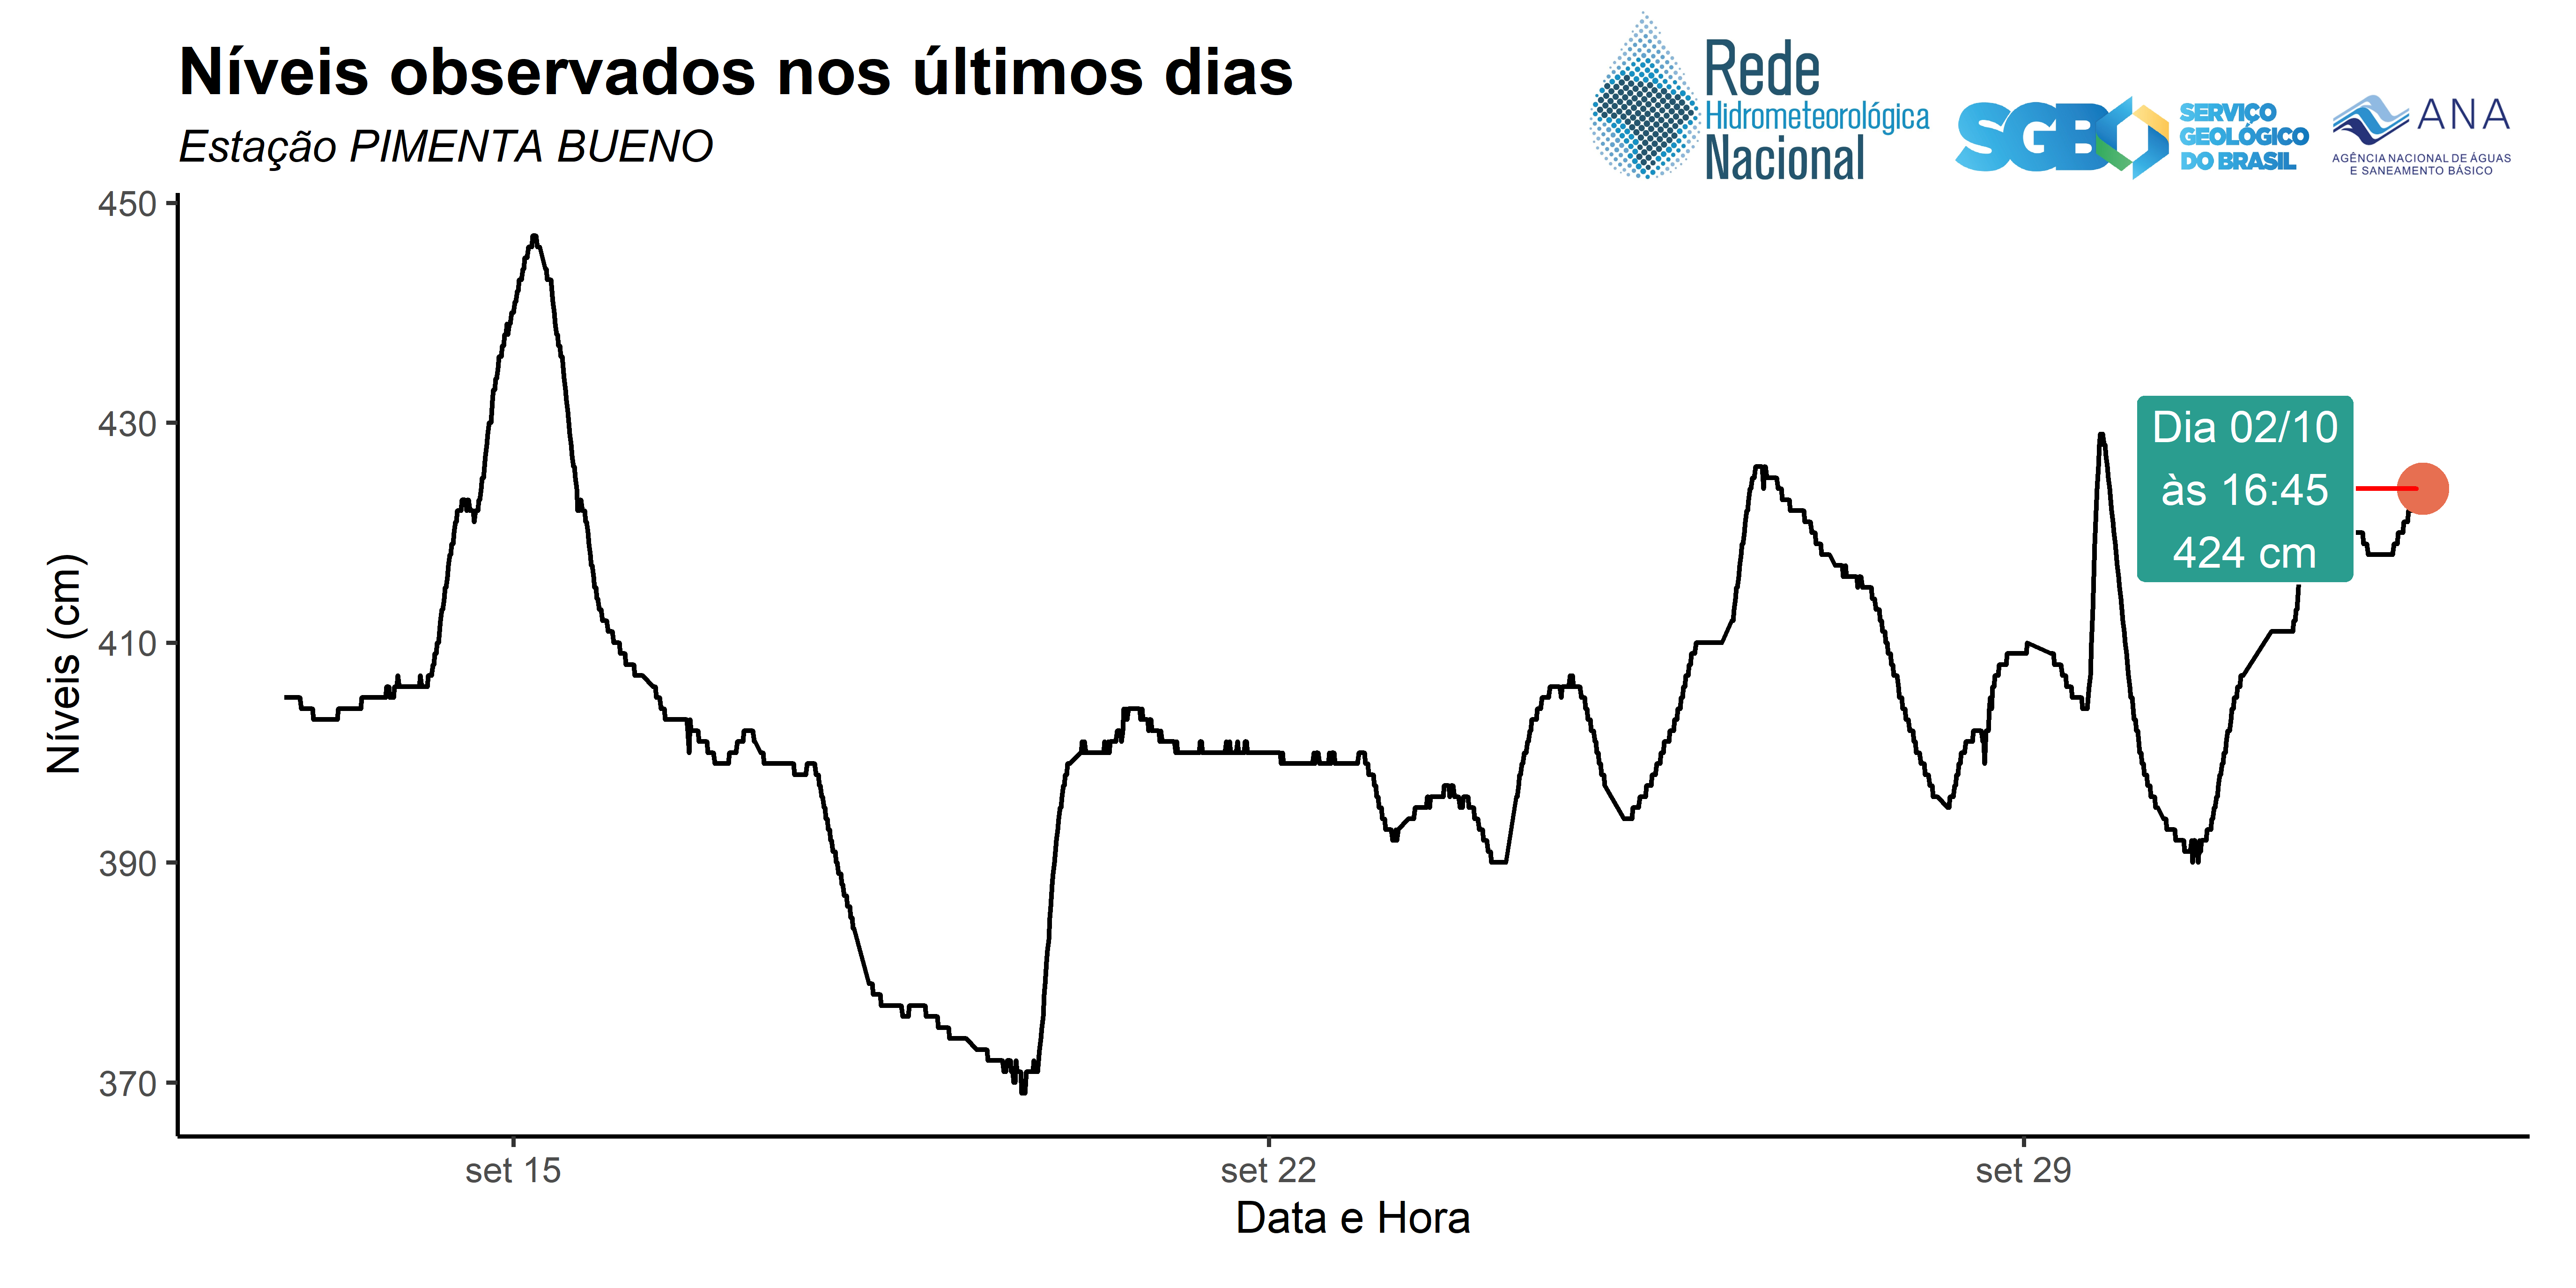 Níveis observados nos últimos dias
Estação PIMENTA BUENO
Rede
Hidrometeorológica
Nacional
SGB
SERVIÇO
GEOLÓGICO
DO BRASIL
ANA
AGÊNCIA NACIONAL DE ÁGUAS
E SANEAMENTO BÁSICO
Níveis (cm)
450
430
410
390
370
Dia 02/10
às 16:45
424 cm
set 15
set 22
set 29
Data e Hora